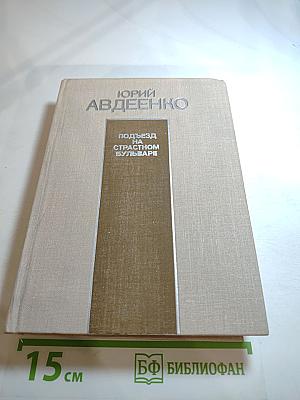 ЮРИЙ
АВДЕЕНКО
ПОДЪЕЗД
НА
СТРАСТНОМ
БУЛЬВАРЕ
15 см
БФ БИБЛИОФАН